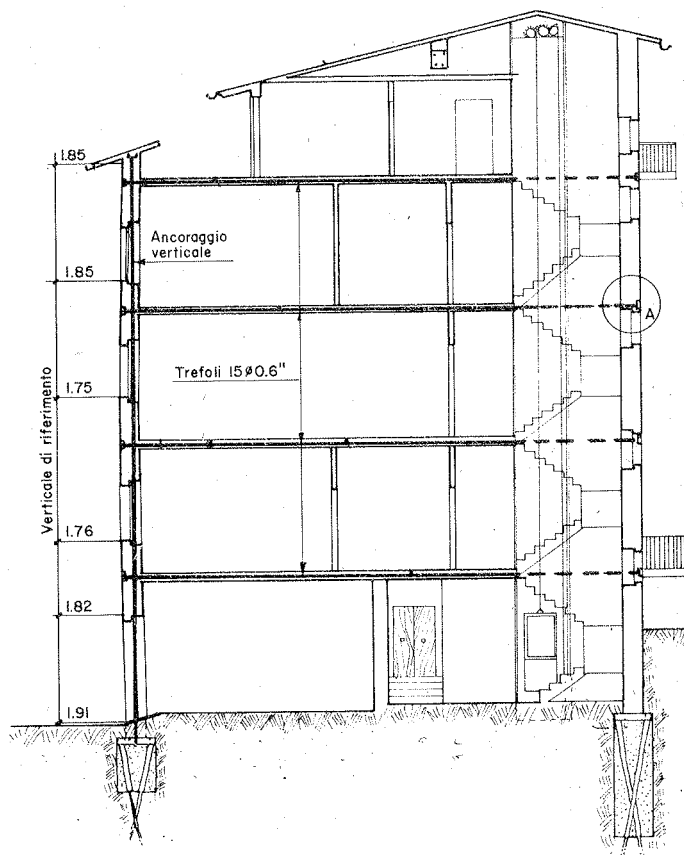 1.85
Ancoraggio
verticale
1.85
A
Trefoli 15ø0.6"
1.75
Verticale di riferimento
1.76
1.82
1.91